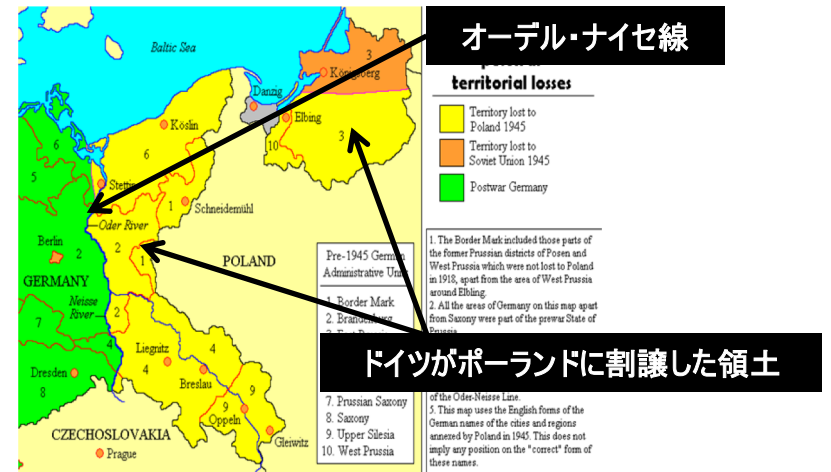 オーデル・ナイセ線
territorial losses
Territory lost to
Poland 1945
Territory lost to
Soviet Union 1945
Postwar Germany
Baltic Sea
3
Königsberg
Danzig
Elbing
Köslin
10
3
6
6
5
Stettin
1
Schneidemühl
Oder River
Berlin
2
2
1
POLAND
GERMANY
Neisse
River
2
7
4
Liegnitz
4
4
Breslau
Dresden
8
9
9
Oppeln
Gleiwitz
CZECHOSLOVAKIA
Prague
Pre-1945 German
Administrative Units
1. Border Mark
2. Brandenburg
ドイツがポーランドに割譲した領土
7. Prussian Saxony
8. Saxony
9. Upper Silesia
10. West Prussia
1. The Border Mark included those parts of
the former Prussian districts of Posen and
West Prussia which were not lost to Poland
in 1918, apart from the area of West Prussia
around Elbling.
2. All the areas of Germany on this map apart
from Saxony were part of the prewar State of
Prussia.
of the Oder-Neisse Line.
5. This map uses the English forms of the
German names of the cities and regions
annexed by Poland in 1945. This does not
imply any position on the "correct" form of
these names.